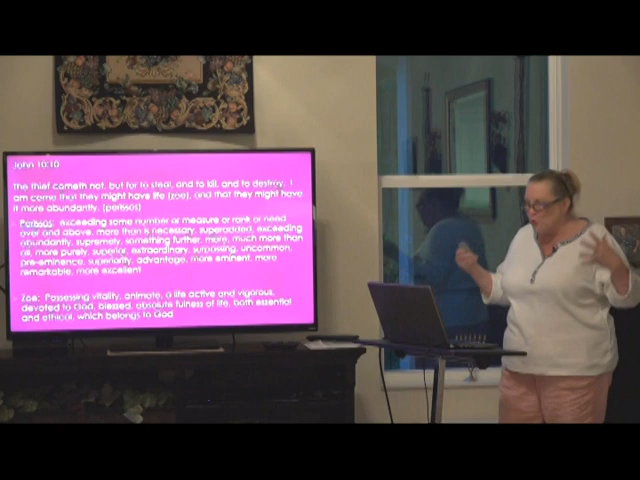 John 10:10
The thief cometh not, but for to steal, and to kill, and to destroy. I
am come that they might have life (zoe), and that they might have
it more abundantly. (perissos)
Perissos: exceeding some number or measure or rank or need
over and above, more than is necessary, superadded, exceeding
abundantly, supremely, something further, more, much more than
all, more purely, superior, extraordinary, surpassing, uncommon,
pre-eminence, superiority, advantage, more eminent, more
remarkable, more excellent
Zoe: Possessing vitality, animate, a life active and vigorous,
devoted to God, blessed, absolute fulness of life, both essential
and ethical, which belongs to God